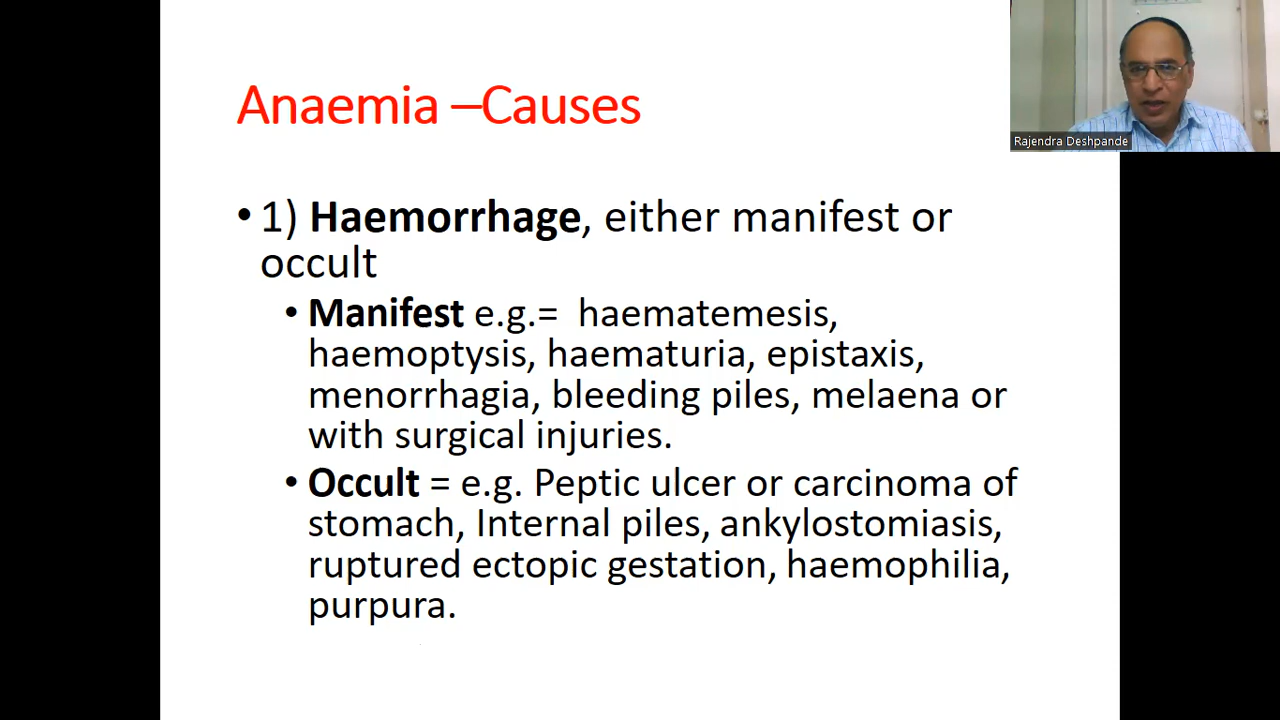 Anaemia –Causes
Rajendra Deshpande
• 1) Haemorrhage, either manifest or
occult
• Manifest e.g.= haematemesis,
haemoptysis, haematuria, epistaxis,
menorrhagia, bleeding piles, melaena or
with surgical injuries.
• Occult = e.g. Peptic ulcer or carcinoma of
stomach, Internal piles, ankylostomiasis,
ruptured ectopic gestation, haemophilia,
purpura.